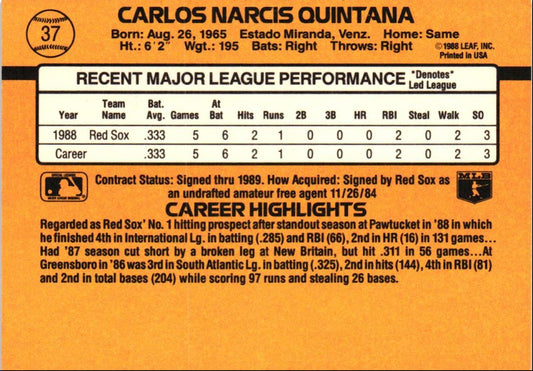 37
CARLOS NARCIS QUINTANA
Born: Aug. 26, 1965 Estado Miranda, Venz. Home: Same
Ht.: 6'2" Wgt.: 195 Bats: Right Throws: Right
©1988 LEAF, INC.
Printed in USA
RECENT MAJOR LEAGUE PERFORMANCE *Denotes*
Led League
Year Team Name Bat. Avg. Games At Bat Hits Runs 2B 3B HR RBI Steal Walk SO
1988 Red Sox .333 5 6 2 1 0 0 0 2 0 2 3
Career .333 5 6 2 1 0 0 0 2 0 2 3
Contract Status: Signed thru 1989. How Acquired: Signed by Red Sox as
an undrafted amateur free agent 11/26/84
MLB
CAREER HIGHLIGHTS
Regarded as Red Sox' No. 1 hitting prospect after standout season at Pawtucket in '88 in which
he finished 4th in International Lg. in batting (.285) and RBI (66), 2nd in HR (16) in 131 games...
Had '87 season cut short by a broken leg at New Britain, but hit .311 in 56 games...At
Greensboro in '86 was 3rd in South Atlantic Lg. in batting (.325), 2nd in hits (144), 4th in RBI (81)
and 2nd in total bases (204) while scoring 97 runs and stealing 26 bases.